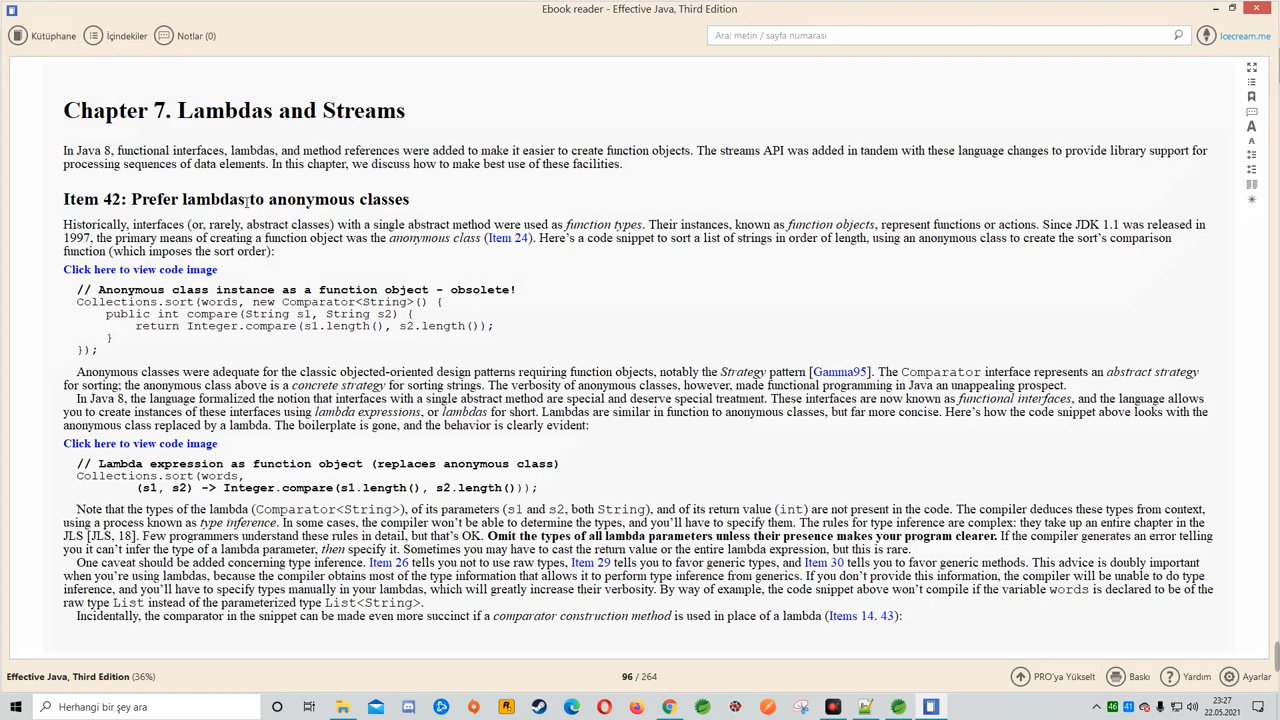 Ebook reader - Effective Java, Third Edition
Kütüphane İçindekiler Notlar (0) Ara: metin / sayfa numarası Icecream.me
Chapter 7. Lambdas and Streams
In Java 8, functional interfaces, lambdas, and method references were added to make it easier to create function objects. The streams API was added in tandem with these language changes to provide library support for
processing sequences of data elements. In this chapter, we discuss how to make best use of these facilities.
Item 42: Prefer lambdas to anonymous classes
Historically, interfaces (or, rarely, abstract classes) with a single abstract method were used as function types. Their instances, known as function objects, represent functions or actions. Since JDK 1.1 was released in
1997, the primary means of creating a function object was the anonymous class (Item 24). Here's a code snippet to sort a list of strings in order of length, using an anonymous class to create the sort's comparison
function (which imposes the sort order):
Click here to view code image
// Anonymous class instance as a function object - obsolete!
Collections.sort(words, new Comparator<String>() {
public int compare(String s1, String s2) {
return Integer.compare(s1.length(), s2.length());
}
});
Anonymous classes were adequate for the classic objected-oriented design patterns requiring function objects, notably the Strategy pattern [Gamma95]. The Comparator interface represents an abstract strategy
for sorting; the anonymous class above is a concrete strategy for sorting strings. The verbosity of anonymous classes, however, made functional programming in Java an unappealing prospect.
In Java 8, the language formalized the notion that interfaces with a single abstract method are special and deserve special treatment. These interfaces are now known as functional interfaces, and the language allows
you to create instances of these interfaces using lambda expressions, or lambdas for short. Lambdas are similar in function to anonymous classes, but far more concise. Here's how the code snippet above looks with the
anonymous class replaced by a lambda. The boilerplate is gone, and the behavior is clearly evident:
Click here to view code image
// Lambda expression as function object (replaces anonymous class)
Collections.sort(words,
(s1, s2) -> Integer.compare(s1.length(), s2.length()));
Note that the types of the lambda (Comparator<String>), of its parameters (s1 and s2, both String), and of its return value (int) are not present in the code. The compiler deduces these types from context,
using a process known as type inference. In some cases, the compiler won't be able to determine the types, and you'll have to specify them. The rules for type inference are complex: they take up an entire chapter in the
JLS [JLS, 18]. Few programmers understand these rules in detail, but that's OK. Omit the types of all lambda parameters unless their presence makes your program clearer. If the compiler generates an error telling
you it can't infer the type of a lambda parameter, then specify it. Sometimes you may have to cast the return value or the entire lambda expression, but this is rare.
One caveat should be added concerning type inference. Item 26 tells you not to use raw types, Item 29 tells you to favor generic types, and Item 30 tells you to favor generic methods. This advice is doubly important
when you're using lambdas, because the compiler obtains most of the type information that allows it to perform type inference from generics. If you don't provide this information, the compiler will be unable to do type
inference, and you'll have to specify types manually in your lambdas, which will greatly increase their verbosity. By way of example, the code snippet above won't compile if the variable words is declared to be of the
raw type List instead of the parameterized type List<String>.
Incidentally, the comparator in the snippet can be made even more succinct if a comparator construction method is used in place of a lambda (Items 14. 43):
Effective Java, Third Edition (36%) 96 / 264 PRO'ya Yükselt Baskı Yardım Ayarlar
Herhangi bir şey ara 46 41 23:27
22.05.2021